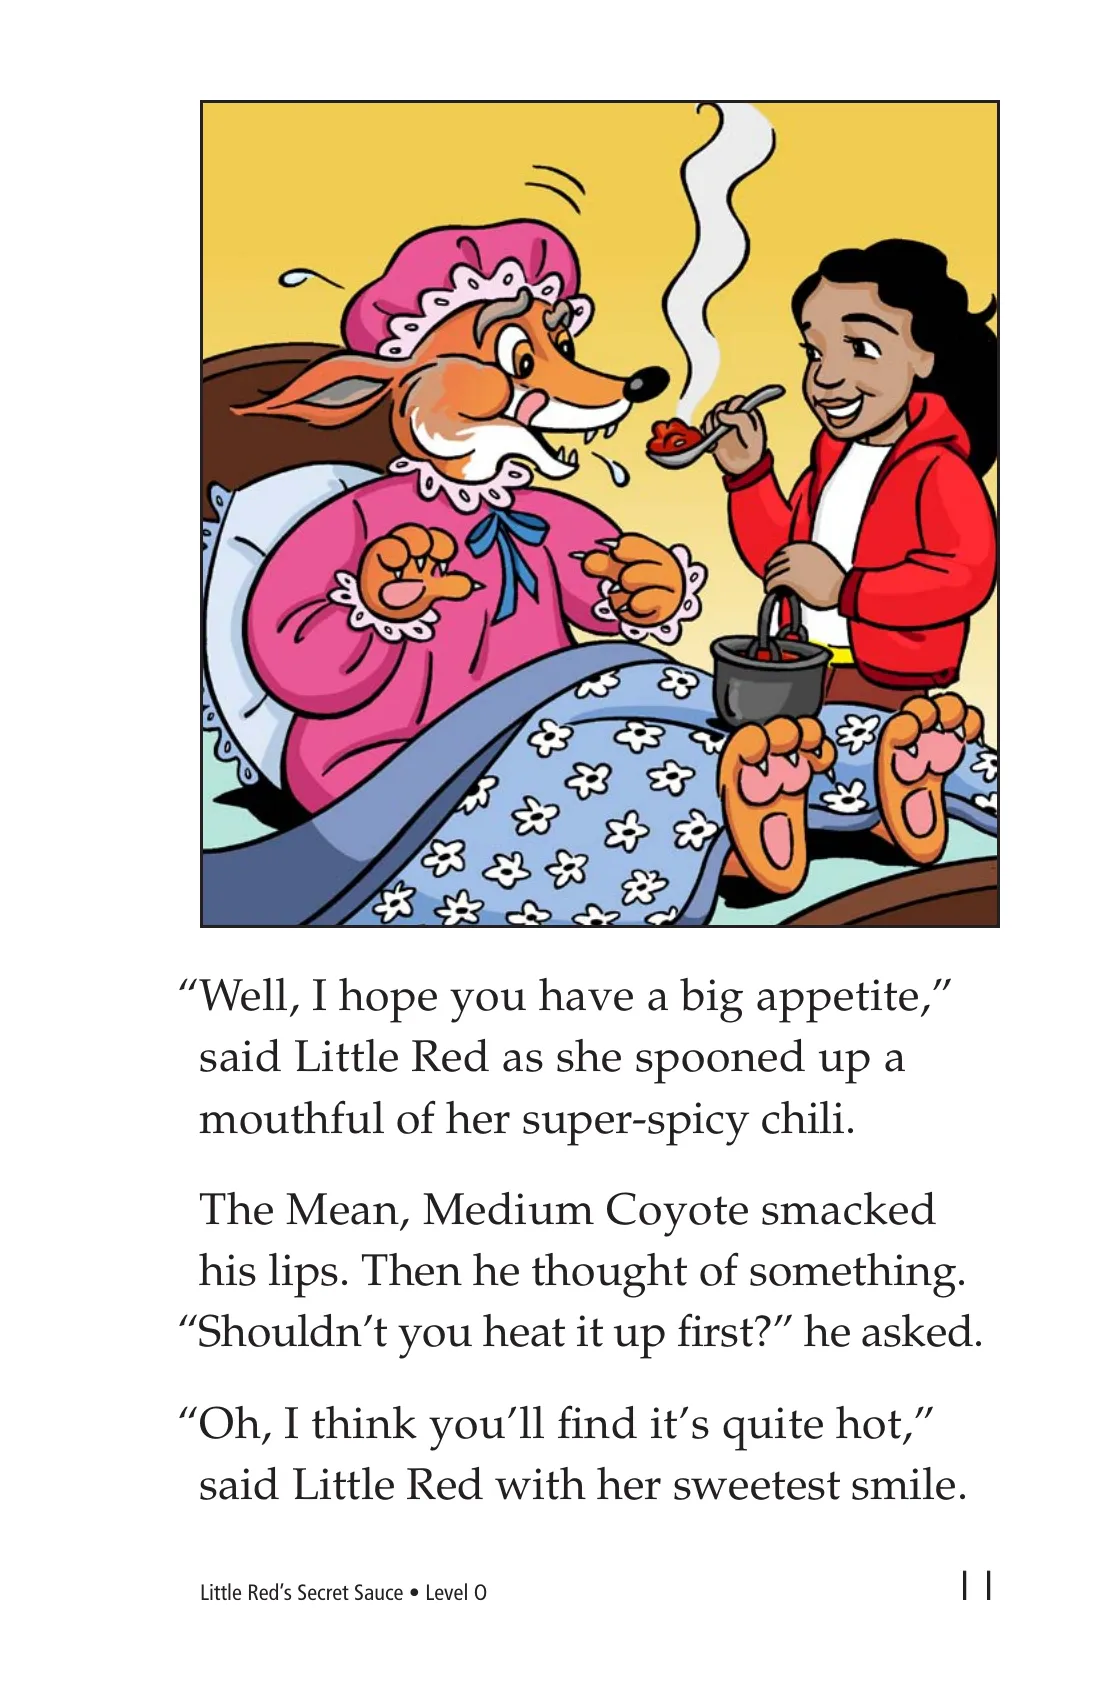 “Well, I hope you have a big appetite,”
said Little Red as she spooned up a
mouthful of her super-spicy chili.
The Mean, Medium Coyote smacked
his lips. Then he thought of something.
“Shouldn’t you heat it up first?” he asked.
“Oh, I think you’ll find it’s quite hot,”
said Little Red with her sweetest smile.
Little Red’s Secret Sauce • Level O
11